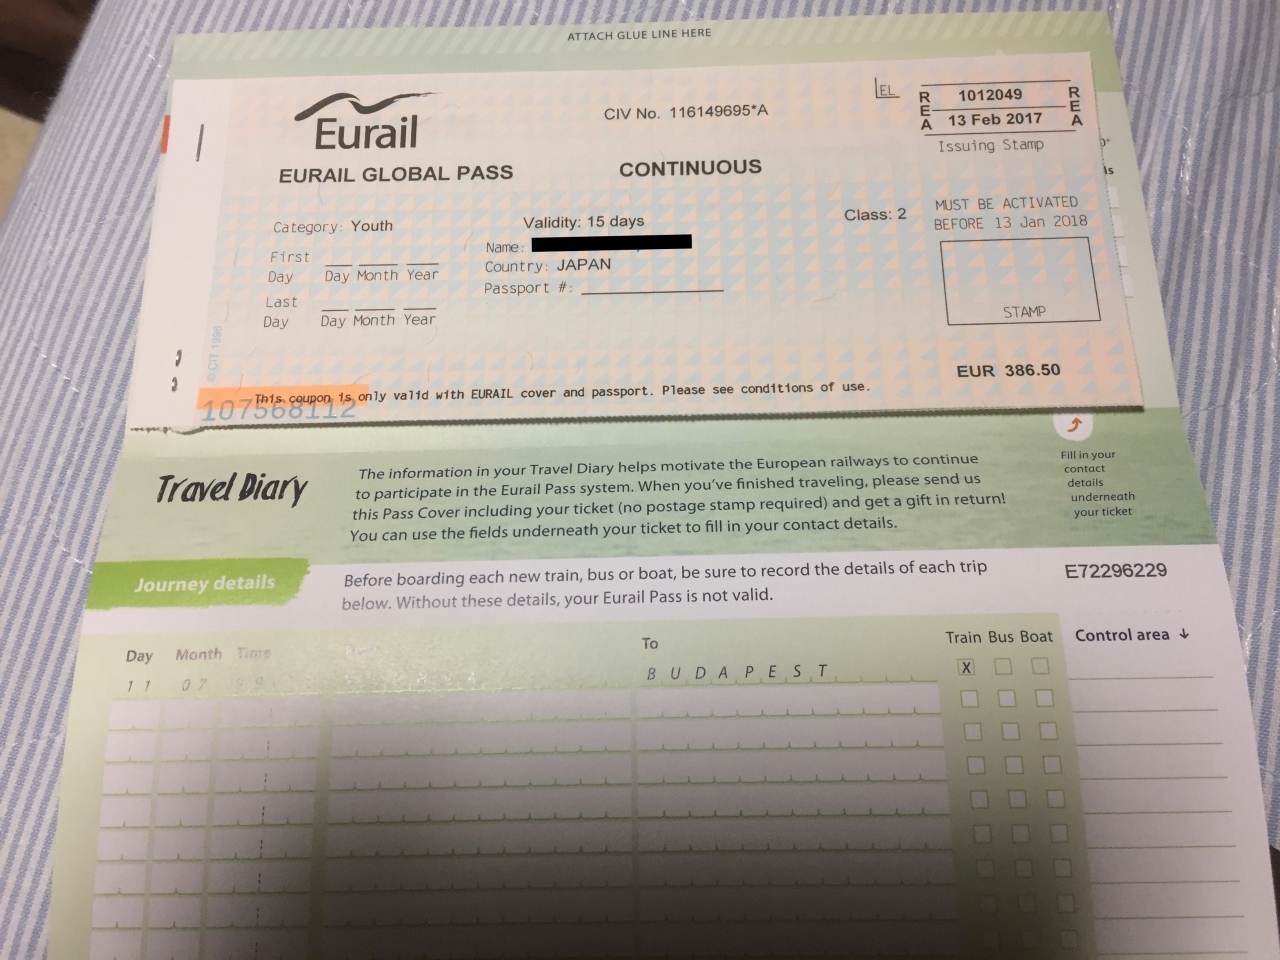 ATTACH GLUE LINE HERE
Eurail
CIV No. 116149695*A
EL
REA 1012049 REA
13 Feb 2017
Issuing Stamp
EURAIL GLOBAL PASS CONTINUOUS
Category: Youth
Validity: 15 days
Class: 2
MUST BE ACTIVATED
BEFORE 13 Jan 2018
Name:
Country: JAPAN
Passport #:
First
Day Day Month Year
Last
Day Day Month Year
STAMP
EUR 386.50
©CIT 1996
This coupon is only valid with EURAIL cover and passport. Please see conditions of use.
107568112
Travel Diary
The information in your Travel Diary helps motivate the European railways to continue
to participate in the Eurail Pass system. When you've finished traveling, please send us
this Pass Cover including your ticket (no postage stamp required) and get a gift in return!
You can use the fields underneath your ticket to fill in your contact details.
Fill in your
contact
details
underneath
your ticket
Journey details
Before boarding each new train, bus or boat, be sure to record the details of each trip
below. Without these details, your Eurail Pass is not valid.
E72296229
Day Month Time To Train Bus Boat Control area ↓
11 07 BUDAPEST X